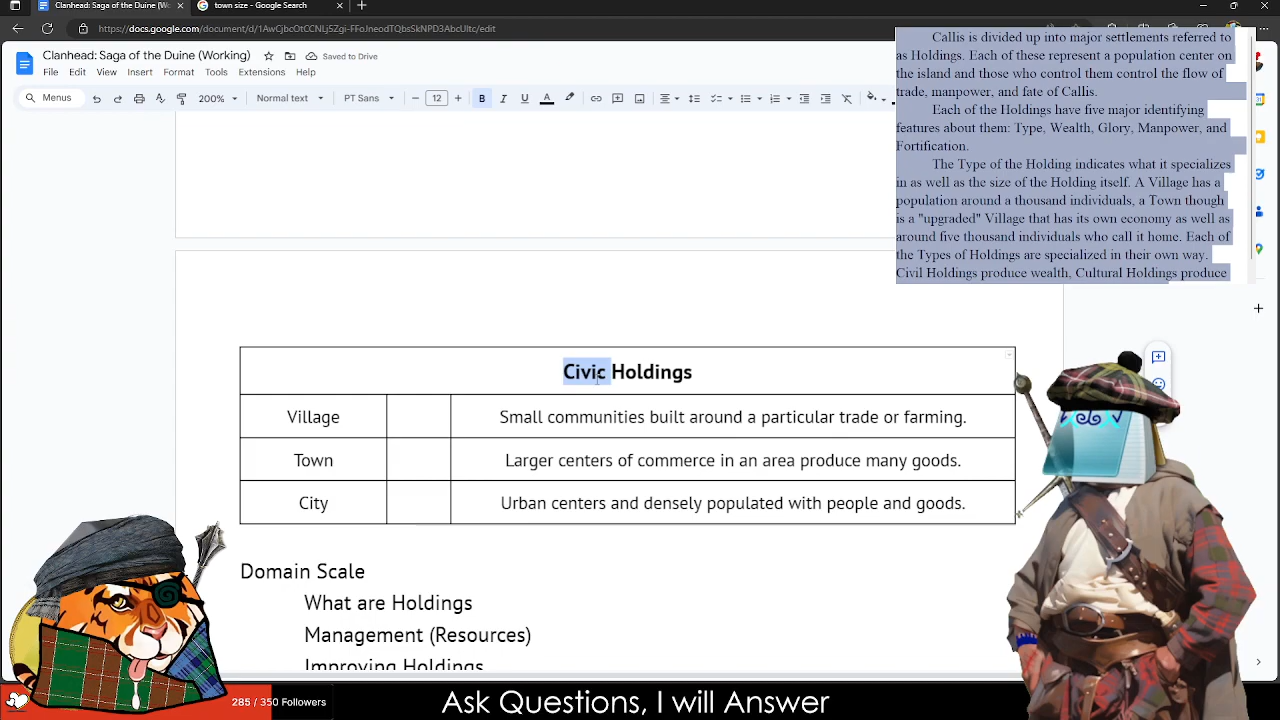 Clanhead: Saga of the Duine [Wo
town size - Google Search
https://docs.google.com/document/d/1AwCjbcOtCCNLj5Zgi-FFoJneodTQbsSkNPD3AbcUltc/edit
Clanhead: Saga of the Duine (Working)
Saved to Drive
File Edit View Insert Format Tools Extensions Help
Menus
200%
Normal text
PT Sans
12
B I U A
Callis is divided up into major settlements referred to
as Holdings. Each of these represent a population center on
the island and those who control them control the flow of
trade, manpower, and fate of Callis.
Each of the Holdings have five major identifying
features about them: Type, Wealth, Glory, Manpower, and
Fortification.
The Type of the Holding indicates what it specializes
in as well as the size of the Holding itself. A Village has a
population around a thousand individuals, a Town though
is a "upgraded" Village that has its own economy as well as
around five thousand individuals who call it home. Each of
the Types of Holdings are specialized in their own way.
Civil Holdings produce wealth, Cultural Holdings produce
Civic Holdings
Village Small communities built around a particular trade or farming.
Town Larger centers of commerce in an area produce many goods.
City Urban centers and densely populated with people and goods.
Domain Scale
What are Holdings
Management (Resources)
Improving Holdings
285 / 350 Followers
Ask Questions, I will Answer